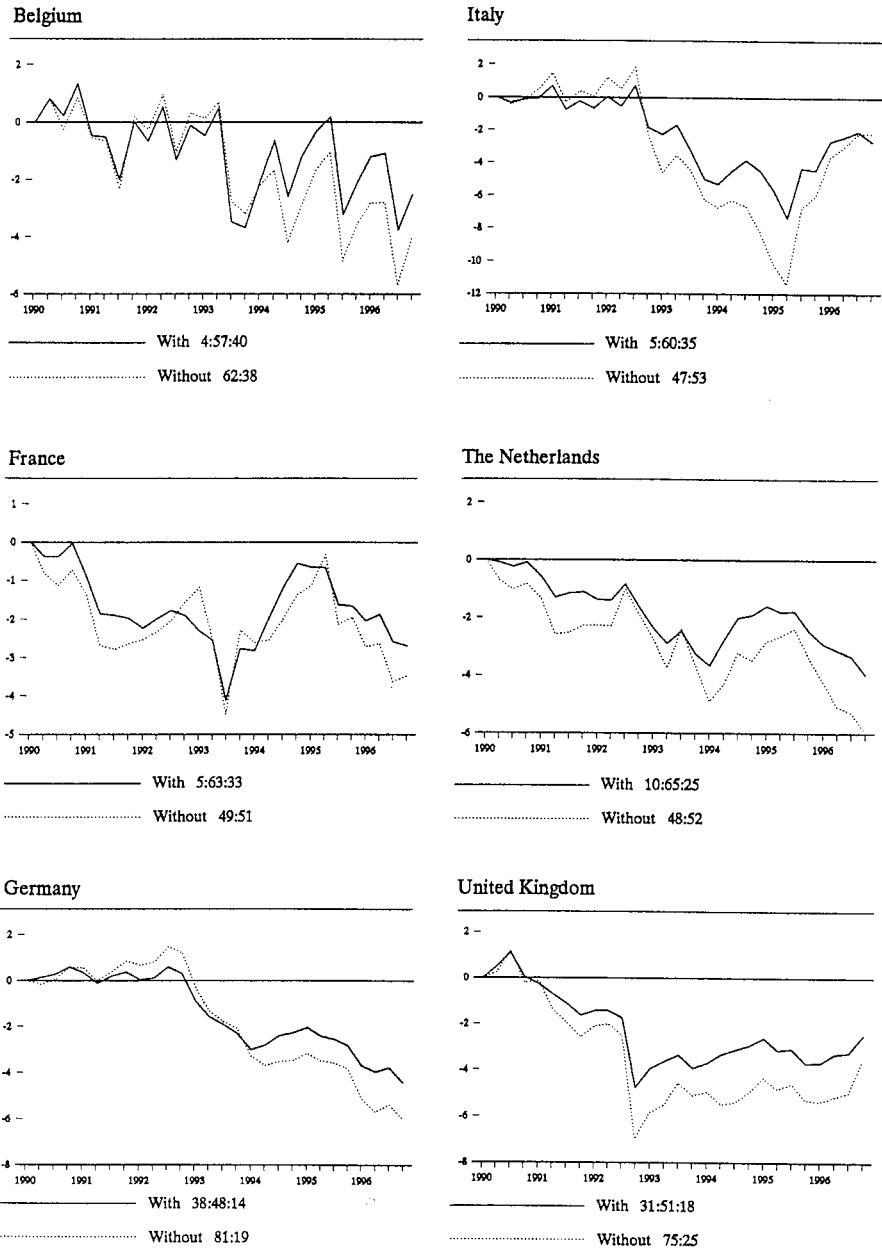 Belgium
2
0
-2
-4
-6
1990 1991 1992 1993 1994 1995 1996
With 4:57:40
Without 62:38
Italy
2
0
-2
-4
-6
-8
-10
-12
1990 1991 1992 1993 1994 1995 1996
With 5:60:35
Without 47:53
France
1
0
-1
-2
-3
-4
-5
1990 1991 1992 1993 1994 1995 1996
With 5:63:33
Without 49:51
The Netherlands
2
0
-2
-4
-6
1990 1991 1992 1993 1994 1995 1996
With 10:65:25
Without 48:52
Germany
2
0
-2
-4
-6
-8
1990 1991 1992 1993 1994 1995 1996
With 38:48:14
Without 81:19
United Kingdom
2
0
-2
-4
-6
-8
1990 1991 1992 1993 1994 1995 1996
With 31:51:18
Without 75:25